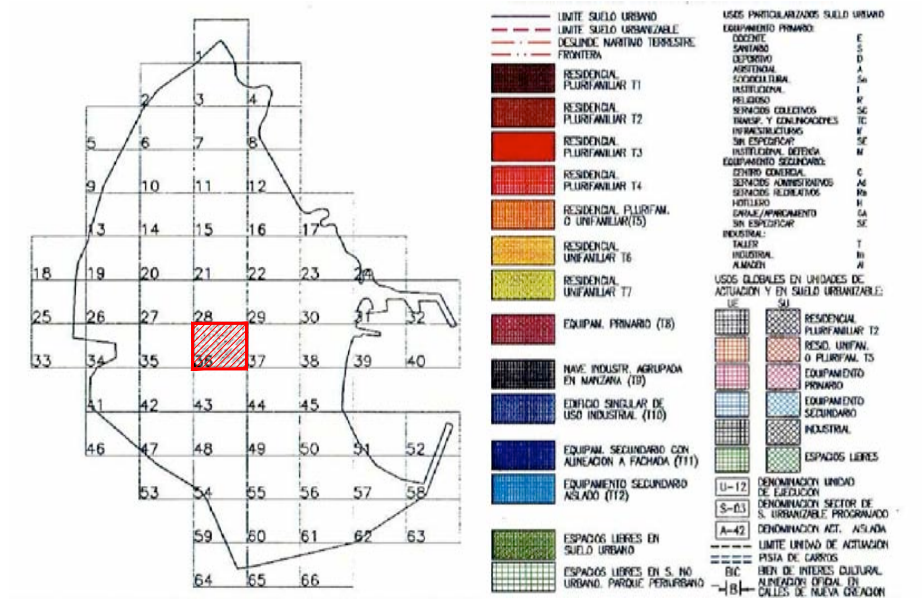 1
2 3 4
5 6 7 8
9 10 11 12
13 14 15 16 17
18 19 20 21 22 23 24
25 26 27 28 29 30 31 32
33 34 35 36 37 38 39 40
41 42 43 44 45
46 47 48 49 50 51 52
53 54 55 56 57 58
59 60 61 62 63
64 65 66
LIMITE SUELO URBANO
LIMITE SUELO URBANIZABLE
DESLINDE MARITIMO TERRESTRE
FRONTERA
RESIDENCIAL
PLURIFAMILIAR T1
RESIDENCIAL
PLURIFAMILIAR T2
RESIDENCIAL
PLURIFAMILIAR T3
RESIDENCIAL
PLURIFAMILIAR T4
RESIDENCIAL PLURIFAM.
O UNIFAMILIAR(T5)
RESIDENCIAL
UNIFAMILIAR T6
RESIDENCIAL
UNIFAMILIAR T7
EQUIPAM. PRIMARIO (T8)
NAVE INDUSTR. AGRUPADA
EN MANZANA (T9)
EDIFICIO SINGULAR DE
USO INDUSTRIAL (T10)
EQUIPAM. SECUNDARIO CON
ALINEACION A FACHADA (T11)
EQUIPAMENTO SECUNDARIO
AISLADO (T12)
ESPACIOS LIBRES EN
SUELO URBANO
ESPACIOS LIBRES EN S. NO
URBANO. PARQUE PERIURBANO
USOS PARTICULARIZADOS SUELO URBANO
EQUIPAMENTO PRIMARIO:
DOCENTE E
SANITARIO S
DEPORTIVO D
ASISTENCIAL A
SOCIOCULTURAL
INSTITUCIONAL I
RELIGIOSO R
SERVICIOS COLECTIVOS SC
TRANSP. Y COMUNICACIONES TC
INFRAESTRUCTURAS IF
SIN ESPECIFICAR SE
INSTITUCIONAL DEFENSA M
EQUIPAMENTO SECUNDARIO:
CENTRO COMERCIAL C
SERVICIOS ADMINISTRATIVOS Ad
SERVICIOS RECREATIVOS Re
HOTELERO H
GARAJE/APARCAMIENTO GA
SIN ESPECIFICAR SE
INDUSTRIAL:
TALLER T
INDUSTRIAL In
ALMACEN Al
USOS GLOBALES EN UNIDADES DE
ACTUACIÓN Y EN SUELO URBANIZABLE:
UE SU
RESIDENCIAL
PLURIFAMILIAR T2
RESID. UNIFAM.
O PLURIFAM. T5
EQUIPAMIENTO
PRIMARIO
EQUIPAMIENTO
SECUNDARIO
INDUSTRIAL
ESPACIOS LIBRES
U-12 DENOMINACION UNIDAD
DE EJECUCION
S-03 DENOMINACION SECTOR DE
S. URBANIZABLE PROGRAMADO
A-42 DENOMINACION ACT. AISLADA
LIMITE UNIDAD DE ACTUACION
PISTA DE CARROS
BIC BIEN DE INTERES CULTURAL
B ALINEACION OFICIAL EN
CALLES DE NUEVA CREACION